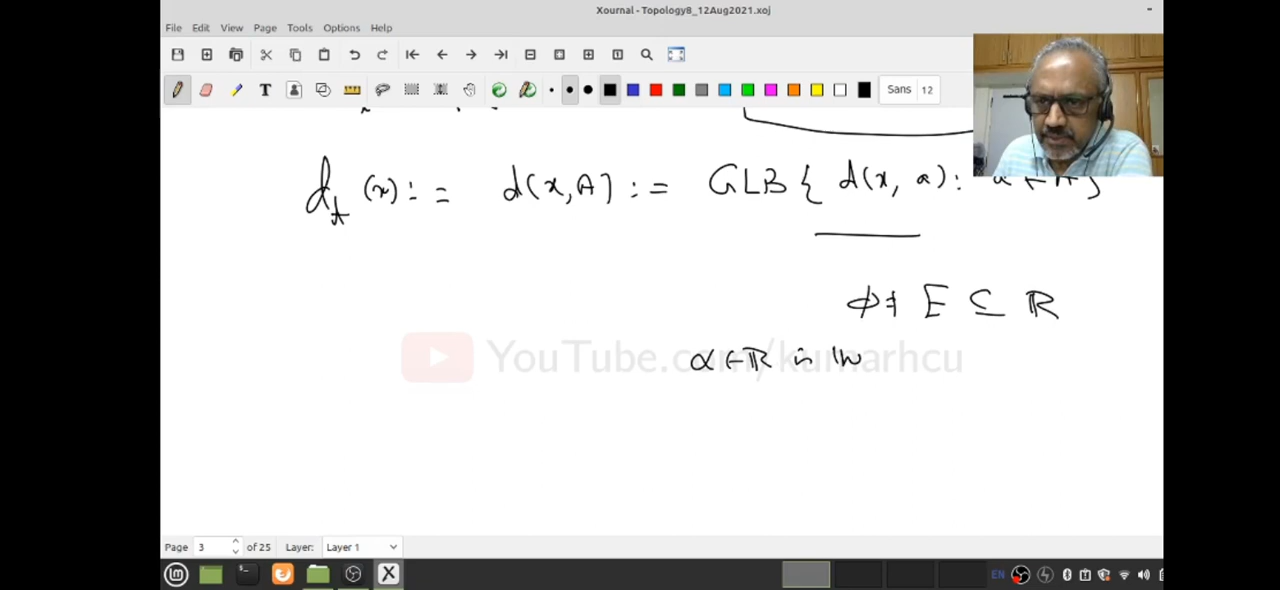 Xournal - Topology8_12Aug2021.xoj
File Edit View Page Tools Options Help
T Sans 12
d_A (x) := d(x, A) := GLB { d(x, a) : a ∈ A }
φ ≠ E ⊆ ℝ
α ∈ ℝ is lw
YouTube.com/kumarhcu
Page 3 of 25 Layer: Layer 1
EN